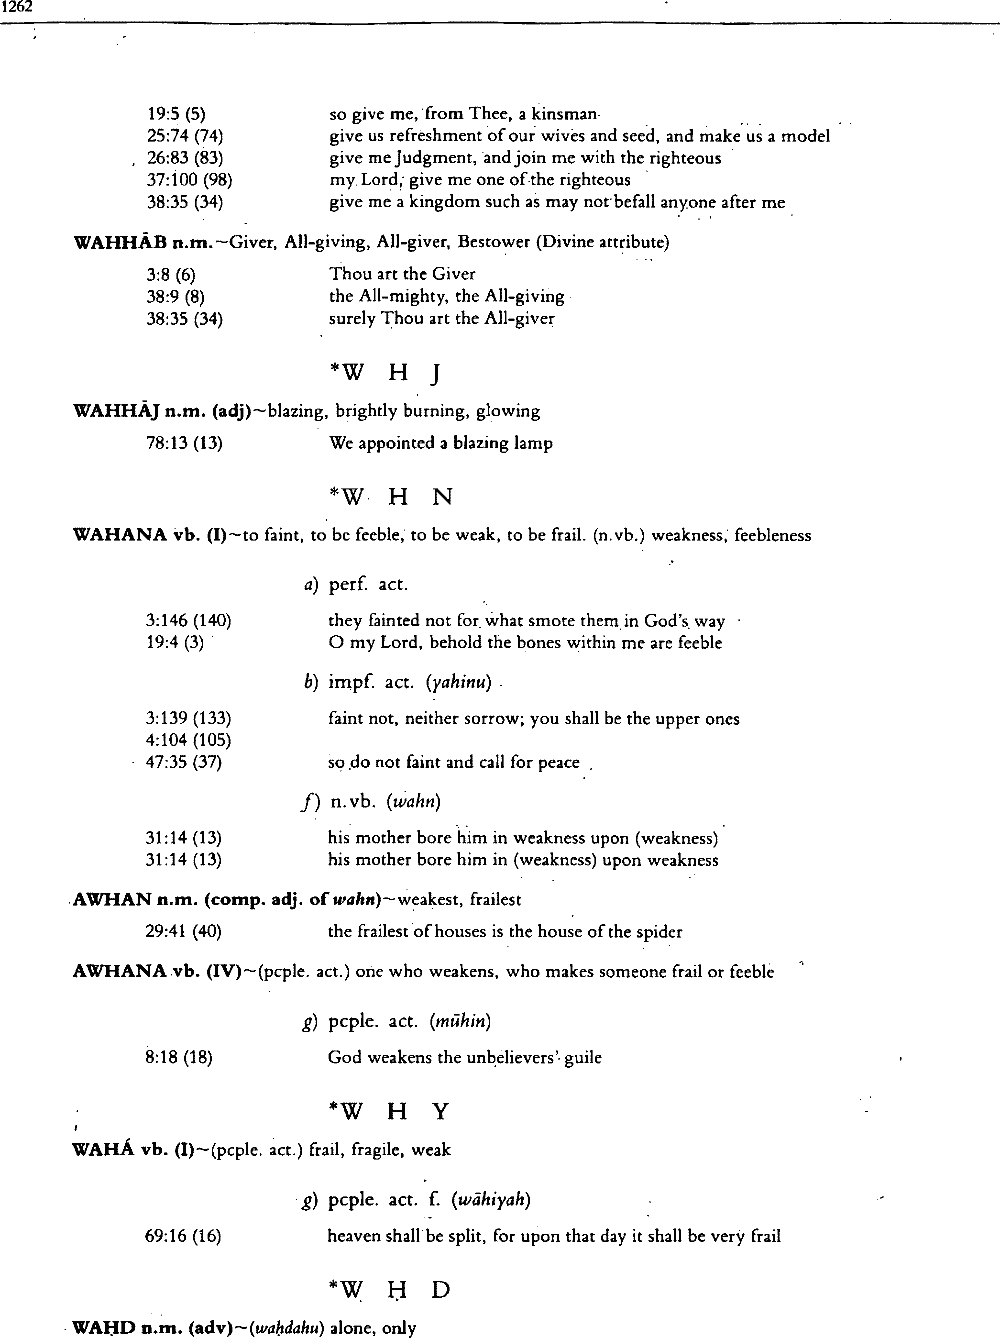 1262
19:5 (5) so give me, from Thee, a kinsman
25:74 (74) give us refreshment of our wives and seed, and make us a model
26:83 (83) give me Judgment, and join me with the righteous
37:100 (98) my Lord, give me one of the righteous
38:35 (34) give me a kingdom such as may not befall anyone after me
WAHHĀB n.m.~Giver, All-giving, All-giver, Bestower (Divine attribute)
3:8 (6) Thou art the Giver
38:9 (8) the All-mighty, the All-giving
38:35 (34) surely Thou art the All-giver
*W H J
WAHHĀJ n.m. (adj)~blazing, brightly burning, glowing
78:13 (13) We appointed a blazing lamp
*W H N
WAHANA vb. (I)~to faint, to be feeble, to be weak, to be frail. (n.vb.) weakness, feebleness
a) perf. act.
3:146 (140) they fainted not for what smote them in God's way
19:4 (3) O my Lord, behold the bones within me are feeble
b) impf. act. (yahinu)
3:139 (133) faint not, neither sorrow; you shall be the upper ones
4:104 (105)
47:35 (37) so do not faint and call for peace
f) n.vb. (wahn)
31:14 (13) his mother bore him in weakness upon (weakness)
31:14 (13) his mother bore him in (weakness) upon weakness
AWHAN n.m. (comp. adj. of wahn)~weakest, frailest
29:41 (40) the frailest of houses is the house of the spider
AWHANA vb. (IV)~(pcple. act.) one who weakens, who makes someone frail or feeble
g) pcple. act. (mūhin)
8:18 (18) God weakens the unbelievers' guile
*W H Y
WAHÁ vb. (I)~(pcple. act.) frail, fragile, weak
g) pcple. act. f. (wāhiyah)
69:16 (16) heaven shall be split, for upon that day it shall be very frail
*W Ḥ D
WAḤD n.m. (adv)~(waḥdahu) alone, only